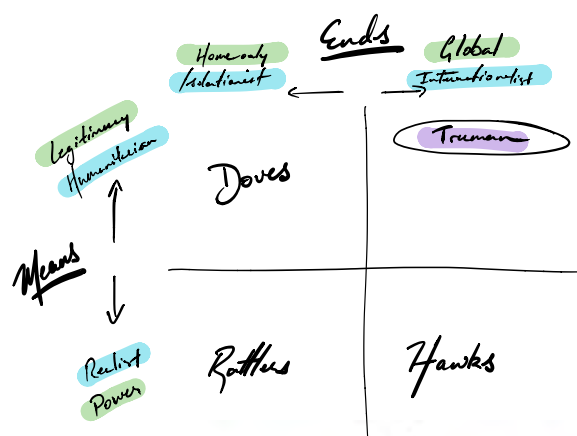 Ends
Home only
Isolationist
Global
Internationalist
Legitimacy
Humanitarian
Truman
Doves
Means
Realist
Power
Rattlers
Hawks